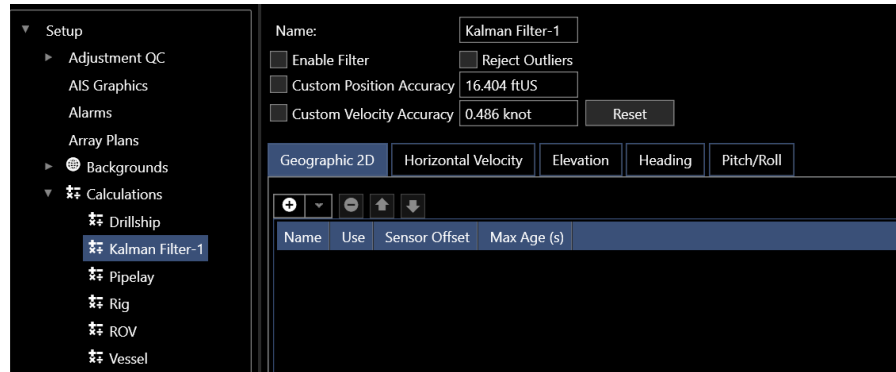 Setup
Adjustment QC
AIS Graphics
Alarms
Array Plans
Backgrounds
Calculations
Drillship
Kalman Filter-1
Pipelay
Rig
ROV
Vessel
Name: Kalman Filter-1
Enable Filter Reject Outliers
Custom Position Accuracy 16.404 ftUS
Custom Velocity Accuracy 0.486 knot Reset
Geographic 2D Horizontal Velocity Elevation Heading Pitch/Roll
Name Use Sensor Offset Max Age (s)